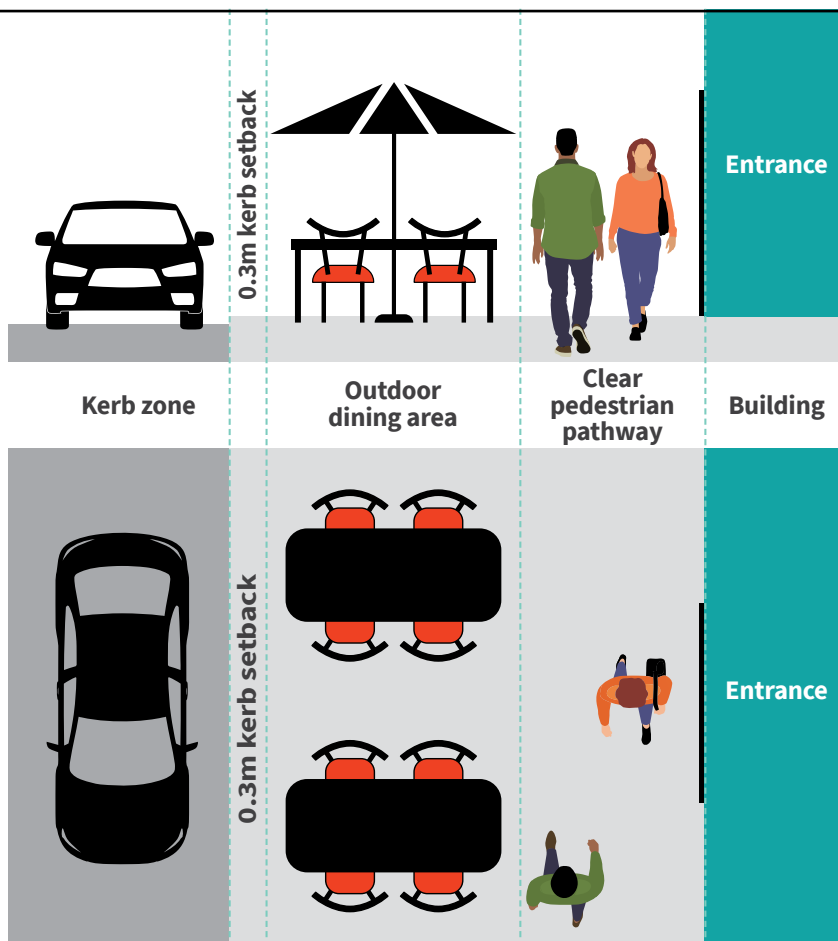 0.3m kerb setback
Entrance
Kerb zone
Outdoor
dining area
Clear
pedestrian
pathway
Building
0.3m kerb setback
Entrance